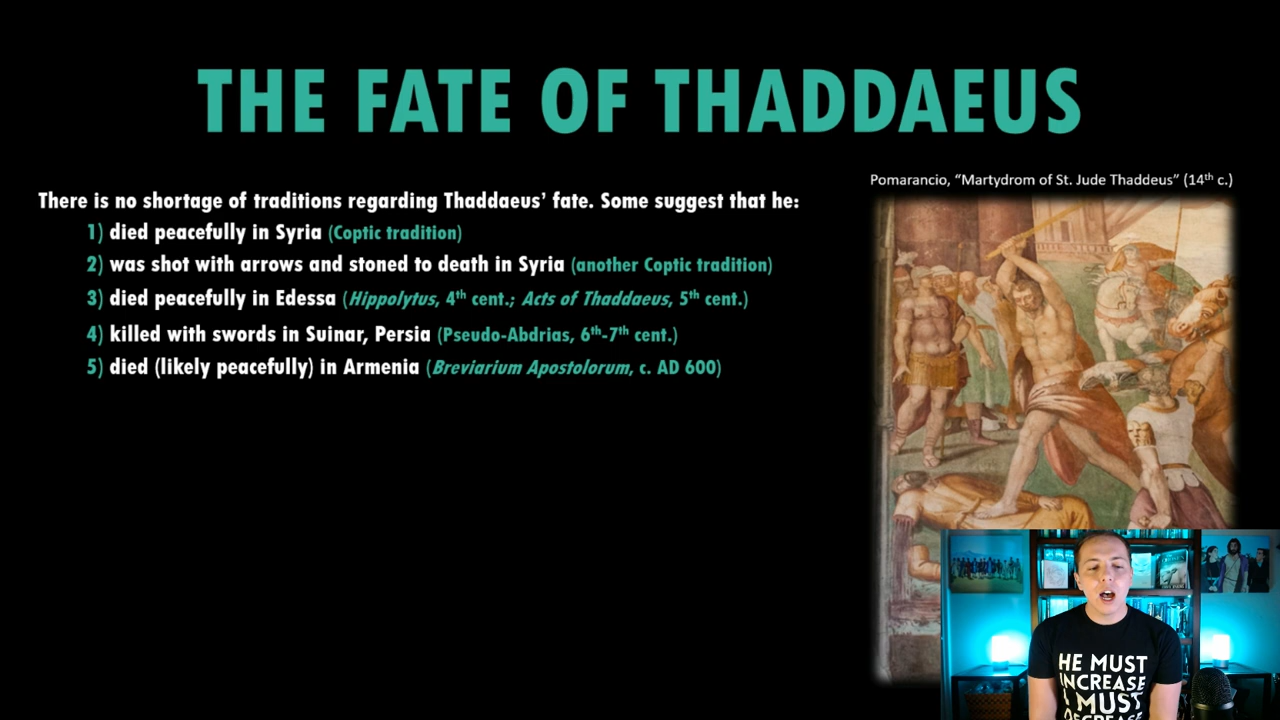 THE FATE OF THADDAEUS
Pomarancio, “Martydrom of St. Jude Thaddeus” (14th c.)
There is no shortage of traditions regarding Thaddaeus’ fate. Some suggest that he:
1) died peacefully in Syria (Coptic tradition)
2) was shot with arrows and stoned to death in Syria (another Coptic tradition)
3) died peacefully in Edessa (Hippolytus, 4th cent.; Acts of Thaddaeus, 5th cent.)
4) killed with swords in Suinar, Persia (Pseudo-Abdrias, 6th-7th cent.)
5) died (likely peacefully) in Armenia (Breviarium Apostolorum, c. AD 600)
HE MUST
INCREASE
I MUST
DECREASE